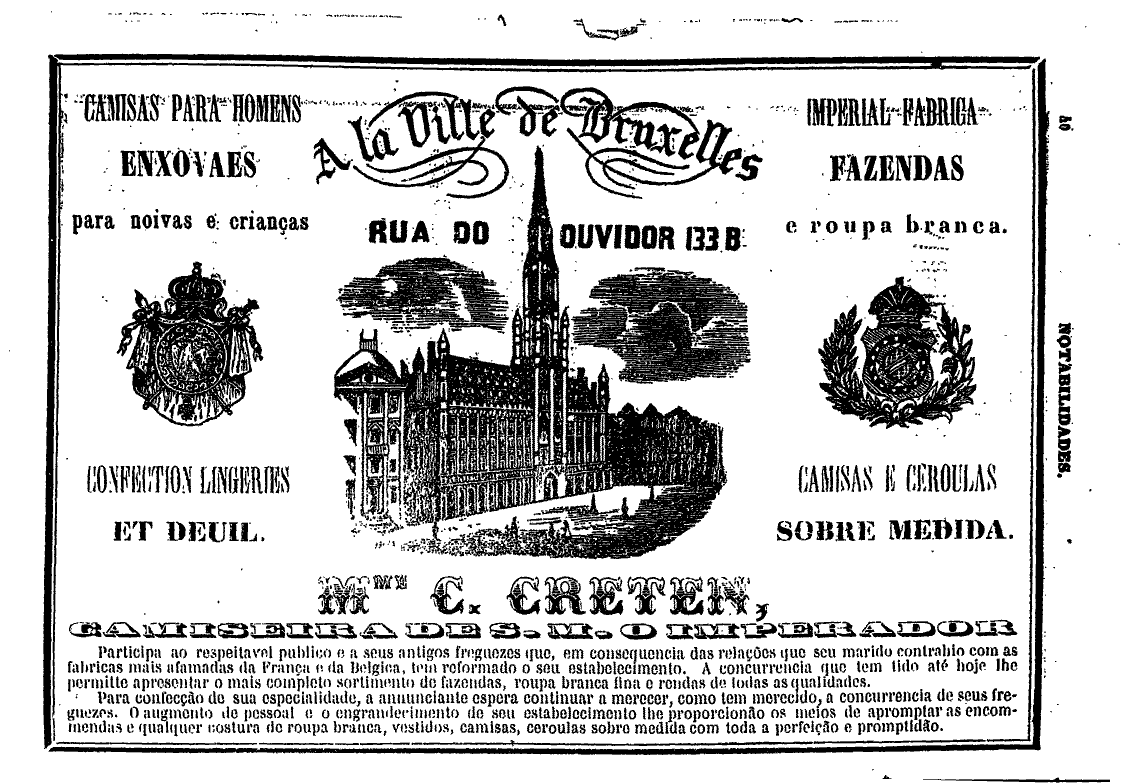 A la Ville de Bruxelles
RUA DO OUVIDOR 133 B
CAMISAS PARA HOMENS
ENXOVAES
para noivas e crianças
IMPERIAL FABRICA
FAZENDAS
e roupa branca.
CONFECTION LINGERIES
ET DEUIL.
CAMISAS E CEROULAS
SOBRE MEDIDA.
Mme C. CRETEN,
CAMISEIRA DE S. M. O IMPERADOR
Participa ao respeitavel publico e a seus antigos freguezes que, em consequencia das relações que seu marido contrahio com as
fabricas mais afamadas da França e da Belgica, tem reformado o seu estabelecimento. A concurrencia que tem tido até hoje lhe
permitte apresentar o mais completo sortimento de fazendas, roupa branca fina e rendas de todas as qualidades.
Para confecção de sua especialidade, a annunciante espera continuar a merecer, como tem merecido, a concurrencia de seus fre-
guezes. O augmento de pessoal e o engrandecimento de seu estabelecimento lhe proporcionão os meios de apromptar as encom-
mendas e qualquer costura de roupa branca, vestidos, camisas, ceroulas sobre medida com toda a perfeição e promptidão.
NOTABILIDADES.